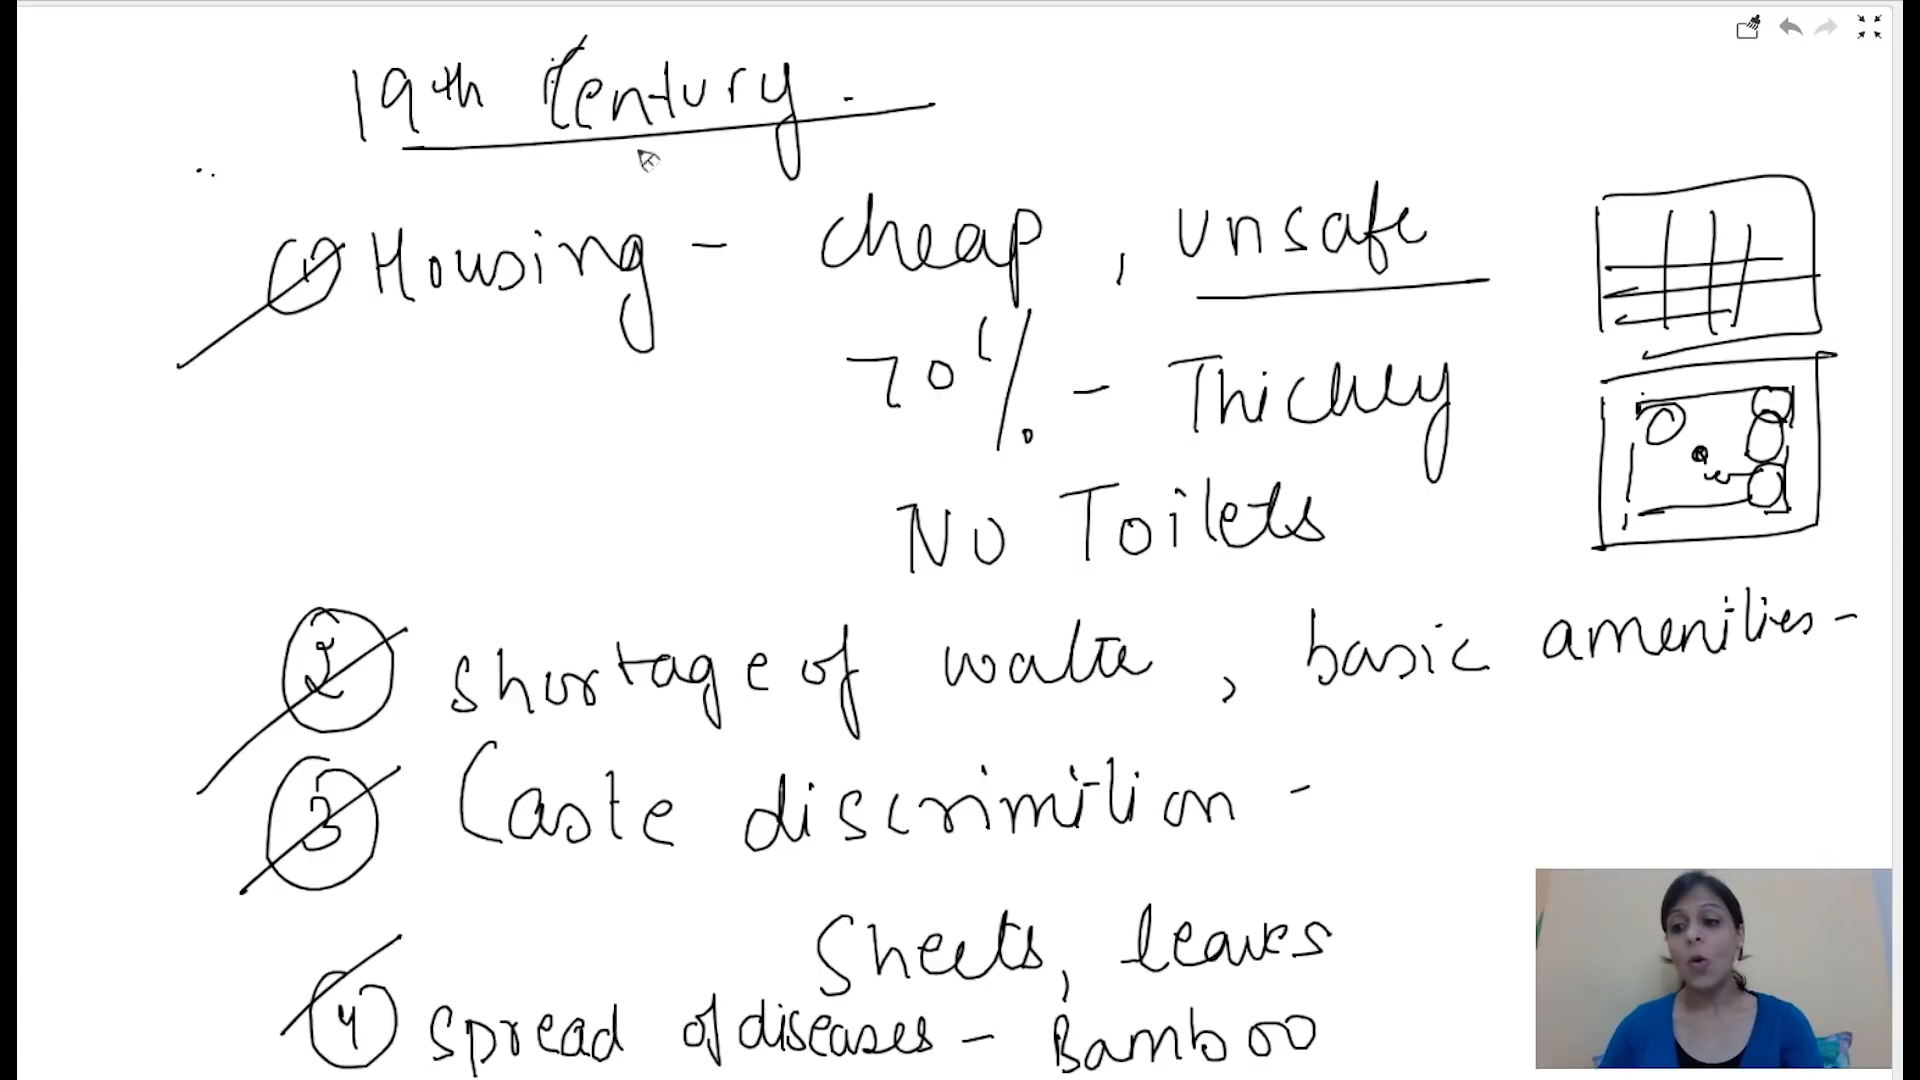 19th Century.
1 Housing - cheap, unsafe
70% - Thickly
No Toilets
2 shortage of water, basic amenities -
3 Caste discrimition -
Sheets, leaves
4 spread of diseases - Bamboo